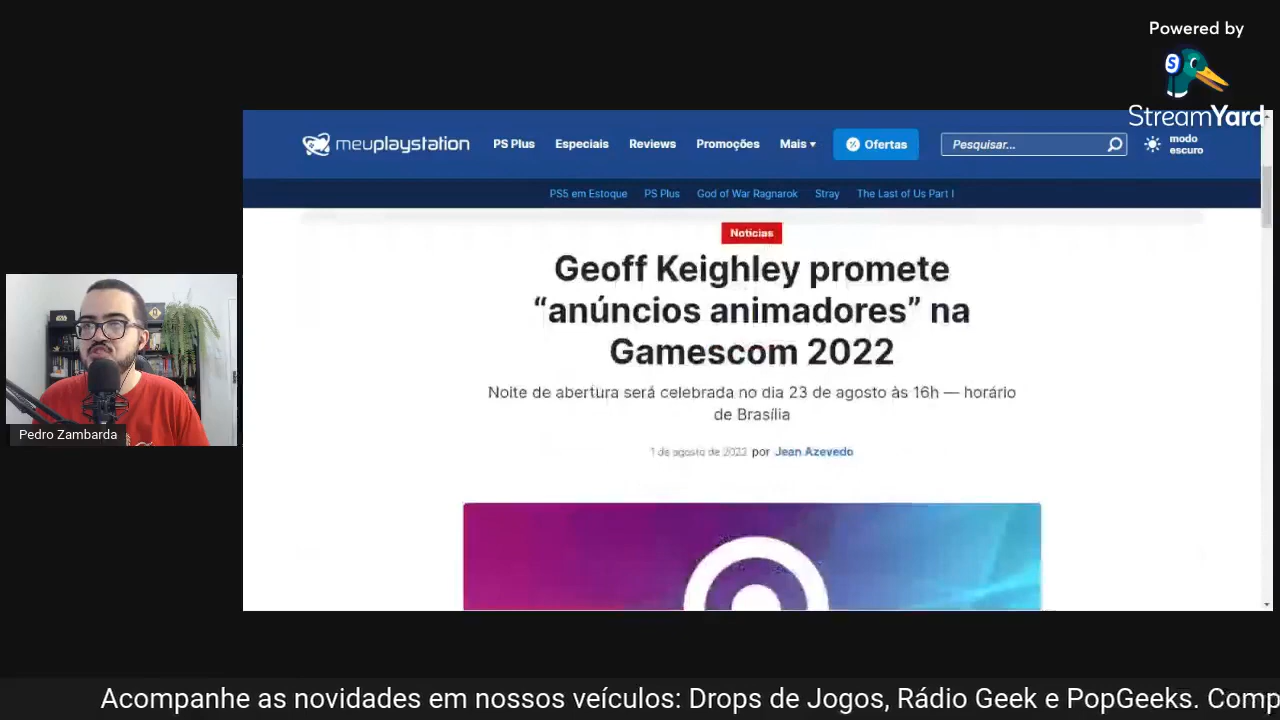 Powered by
S
StreamYard
meuplaystation
PS Plus
Especiais
Reviews
Promoções
Mais
Ofertas
Pesquisar...
modo
escuro
PS5 em Estoque
PS Plus
God of War Ragnarok
Stray
The Last of Us Part I
Notícias
Geoff Keighley promete
“anúncios animadores” na
Gamescom 2022
Noite de abertura será celebrada no dia 23 de agosto às 16h — horário
de Brasília
1 de agosto de 2022 por Jean Azevedo
Pedro Zambarda
Acompanhe as novidades em nossos veículos: Drops de Jogos, Rádio Geek e PopGeeks. Comp